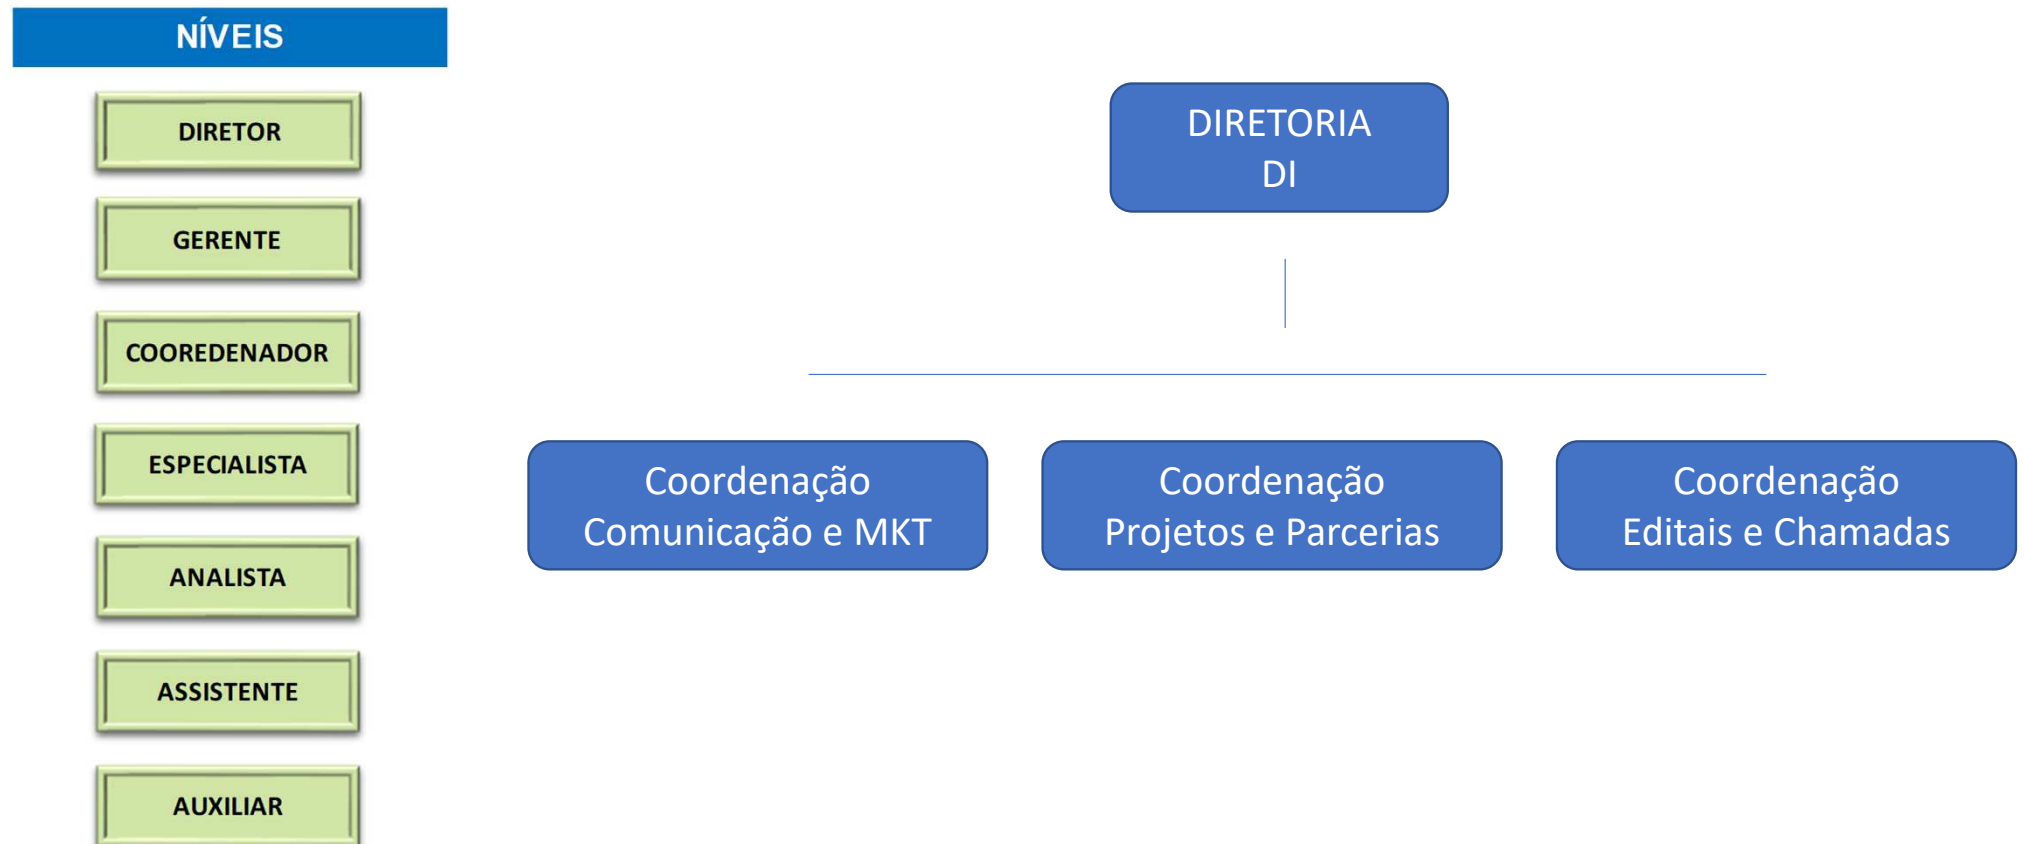 NÍVEIS
DIRETOR
GERENTE
COOREDENADOR
ESPECIALISTA
ANALISTA
ASSISTENTE
AUXILIAR
DIRETORIA
DI
Coordenação
Comunicação e MKT
Coordenação
Projetos e Parcerias
Coordenação
Editais e Chamadas